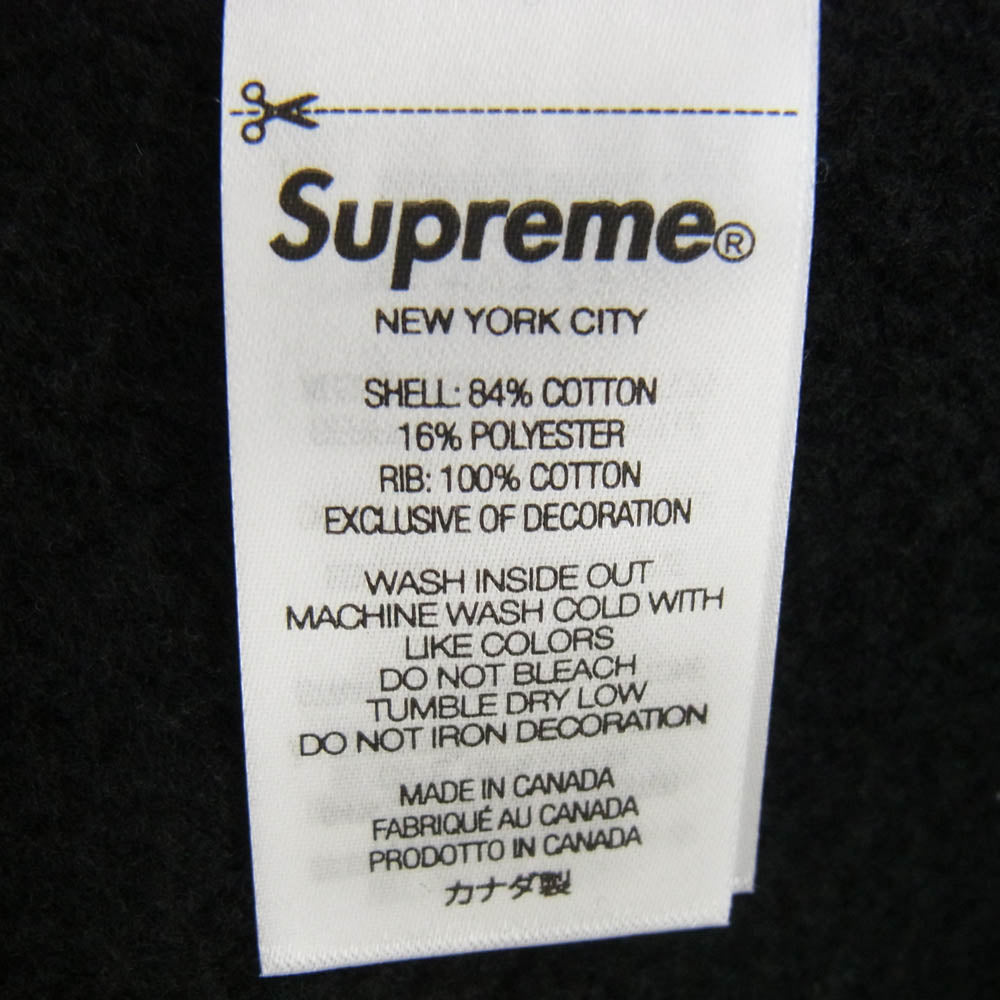 Supreme®
NEW YORK CITY
SHELL: 84% COTTON
16% POLYESTER
RIB: 100% COTTON
EXCLUSIVE OF DECORATION
WASH INSIDE OUT
MACHINE WASH COLD WITH
LIKE COLORS
DO NOT BLEACH
TUMBLE DRY LOW
DO NOT IRON DECORATION
MADE IN CANADA
FABRIQUÉ AU CANADA
PRODOTTO IN CANADA
カナダ製